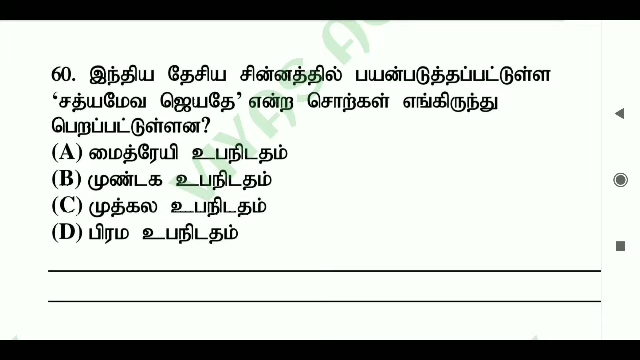 60. இந்திய தேசிய சின்னத்தில் பயன்படுத்தப்பட்டுள்ள
‘சத்யமேவ ஜெயதே’ என்ற சொற்கள் எங்கிருந்து
பெறப்பட்டுள்ளன?
(A) மைத்ரேயி உபநிடதம்
(B) முண்டக உபநிடதம்
(C) முத்கல உபநிடதம்
(D) பிரம உபநிடதம்
VIYAS